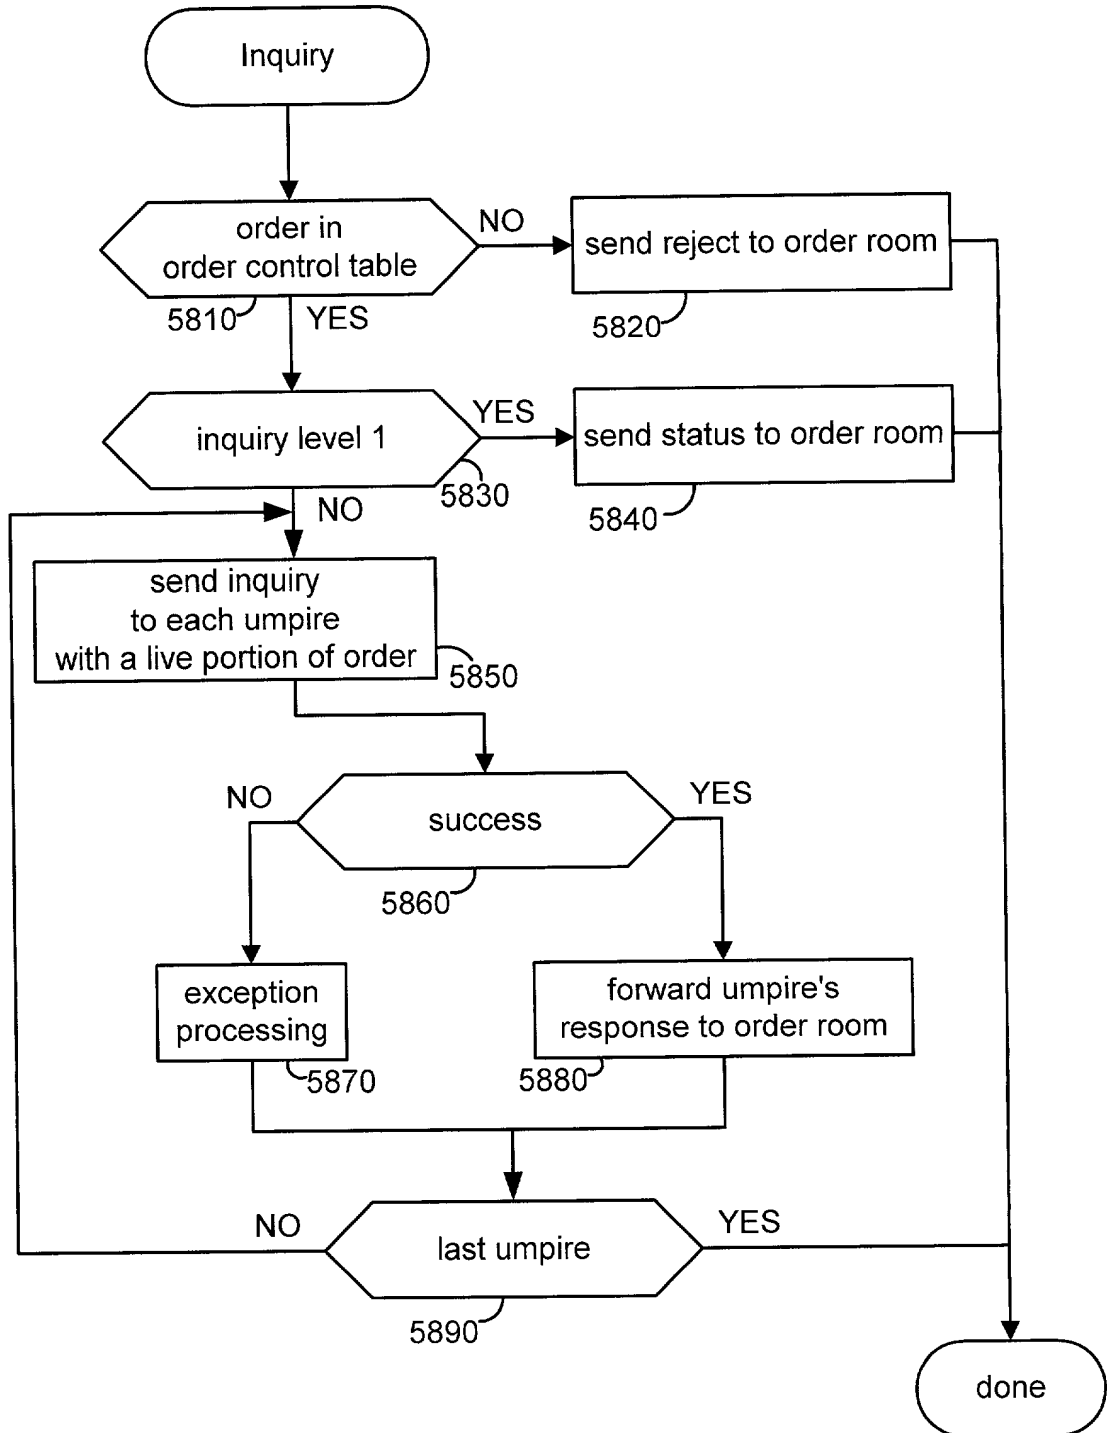 Inquiry
order in
order control table
NO
send reject to order room
5810
YES
5820
inquiry level 1
YES
send status to order room
5830
NO
5840
send inquiry
to each umpire
with a live portion of order
5850
NO
success
YES
5860
exception
processing
forward umpire's
response to order room
5870
5880
NO
last umpire
YES
5890
done